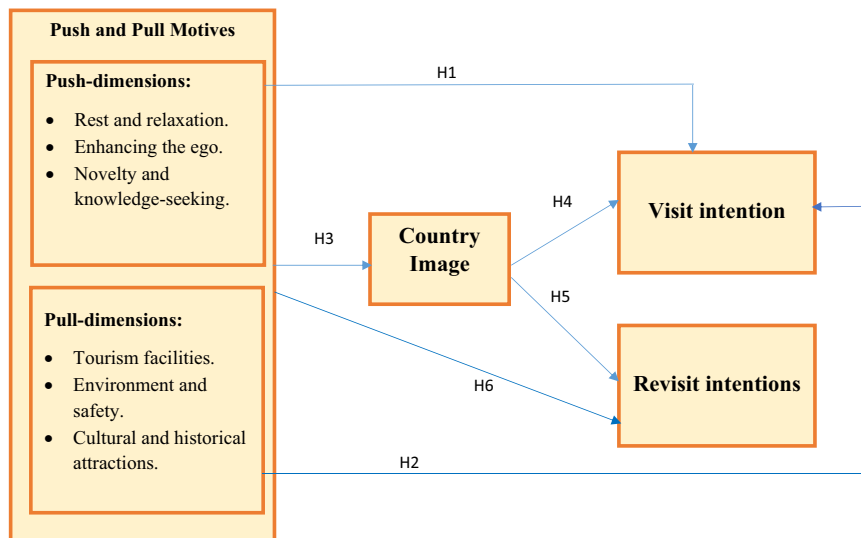 Push and Pull Motives
Push-dimensions:
• Rest and relaxation.
• Enhancing the ego.
• Novelty and
knowledge-seeking.
Pull-dimensions:
• Tourism facilities.
• Environment and
safety.
• Cultural and historical
attractions.
H1
H3
Country
Image
H4
H5
H6
H2
Visit intention
Revisit intentions